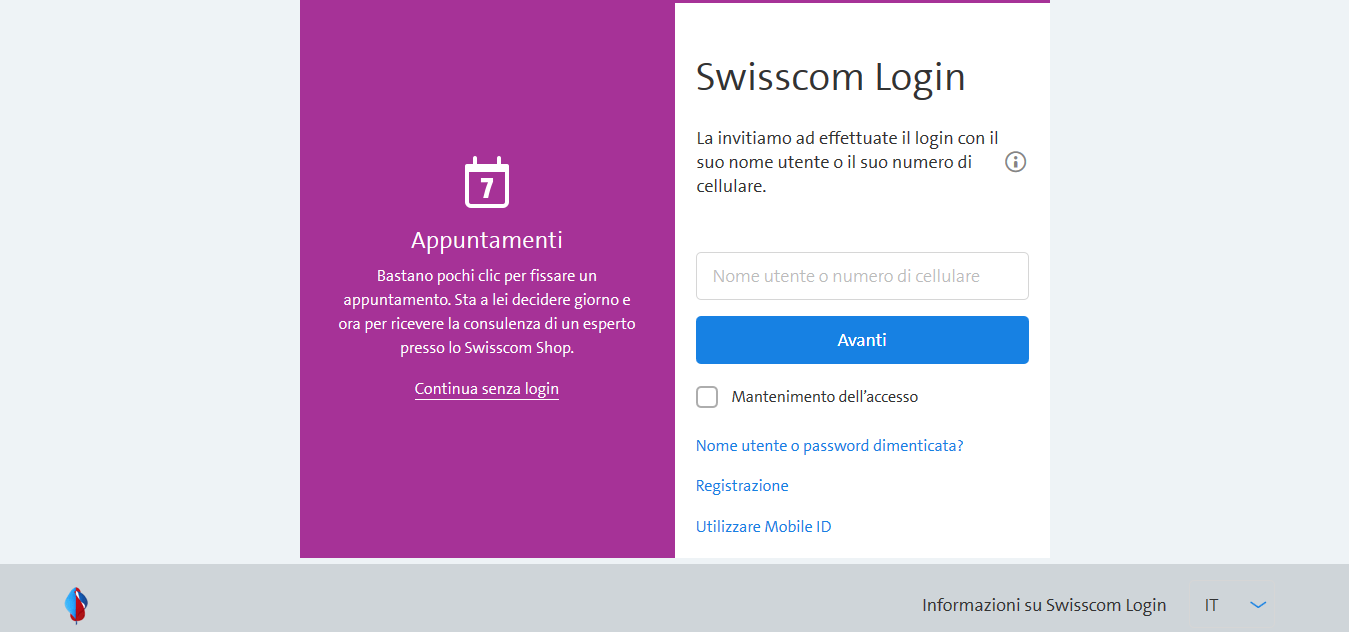 7
Appuntamenti
Bastano pochi clic per fissare un
appuntamento. Sta a lei decidere giorno e
ora per ricevere la consulenza di un esperto
presso lo Swisscom Shop.
Continua senza login
Swisscom Login
La invitiamo ad effettuate il login con il
suo nome utente o il suo numero di
cellulare.
Nome utente o numero di cellulare
Avanti
Mantenimento dell’accesso
Nome utente o password dimenticata?
Registrazione
Utilizzare Mobile ID
Informazioni su Swisscom Login
IT